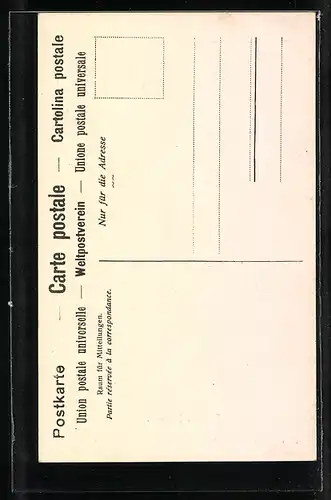 Postkarte — Carte postale — Cartolina postale
Union postale universelle — Weltpostverein — Unione postale universale
Raum für Mitteilungen.
Partie réservée à la correspondance.
Nur für die Adresse